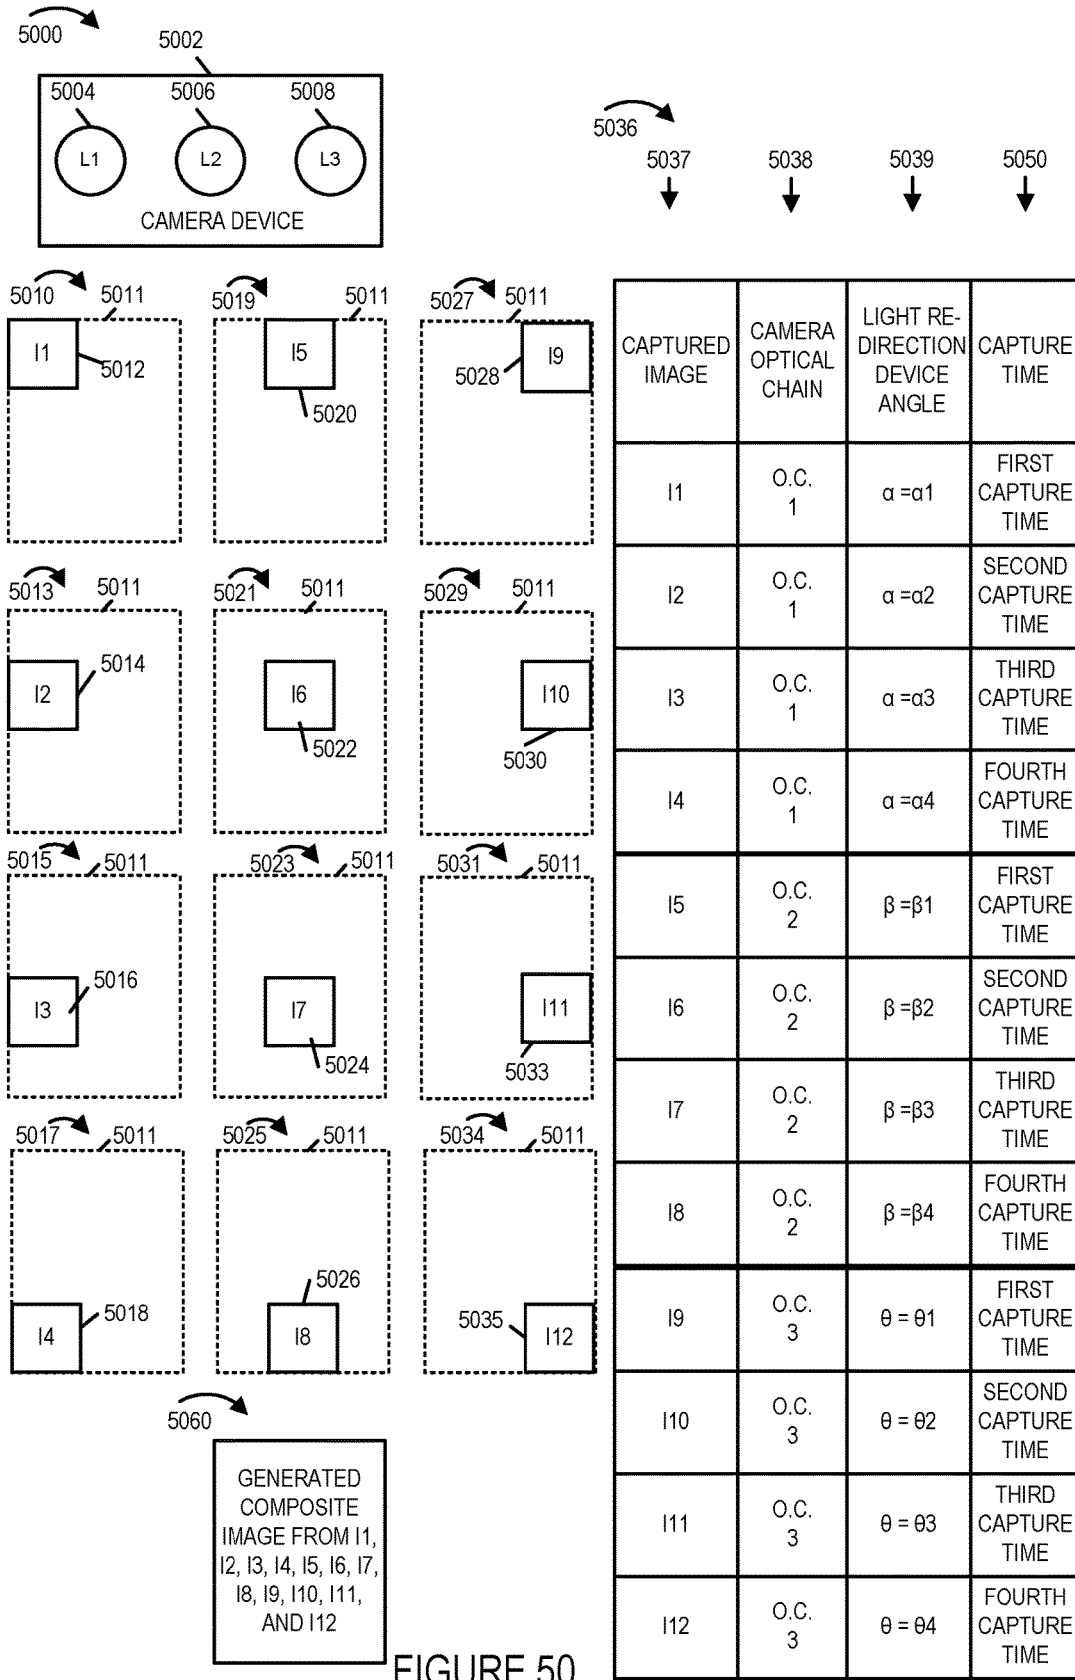 5000
5002
5004 5006 5008
L1 L2 L3
CAMERA DEVICE
5010 5011
I1
5012
5019 5011
I5
5020
5027 5011
5028
I9
5013 5011
5014
I2
5021 5011
I6
5022
5029 5011
I10
5030
5015 5011
5016
I3
5023 5011
I7
5024
5031 5011
I11
5033
5017 5011
5018
I4
5025 5011
5026
I8
5034 5011
5035
I12
5060
GENERATED
COMPOSITE
IMAGE FROM I1,
I2, I3, I4, I5, I6, I7,
I8, I9, I10, I11,
AND I12
5036
5037 5038 5039 5050
CAPTURED
IMAGE
CAMERA
OPTICAL
CHAIN
LIGHT RE-
DIRECTION
DEVICE
ANGLE
CAPTURE
TIME
I1
O.C.
1
α =α1
FIRST
CAPTURE
TIME
I2
O.C.
1
α =α2
SECOND
CAPTURE
TIME
I3
O.C.
1
α =α3
THIRD
CAPTURE
TIME
I4
O.C.
1
α =α4
FOURTH
CAPTURE
TIME
I5
O.C.
2
β =β1
FIRST
CAPTURE
TIME
I6
O.C.
2
β =β2
SECOND
CAPTURE
TIME
I7
O.C.
2
β =β3
THIRD
CAPTURE
TIME
I8
O.C.
2
β =β4
FOURTH
CAPTURE
TIME
I9
O.C.
3
θ = θ1
FIRST
CAPTURE
TIME
I10
O.C.
3
θ = θ2
SECOND
CAPTURE
TIME
I11
O.C.
3
θ = θ3
THIRD
CAPTURE
TIME
I12
O.C.
3
θ = θ4
FOURTH
CAPTURE
TIME
FIGURE 50